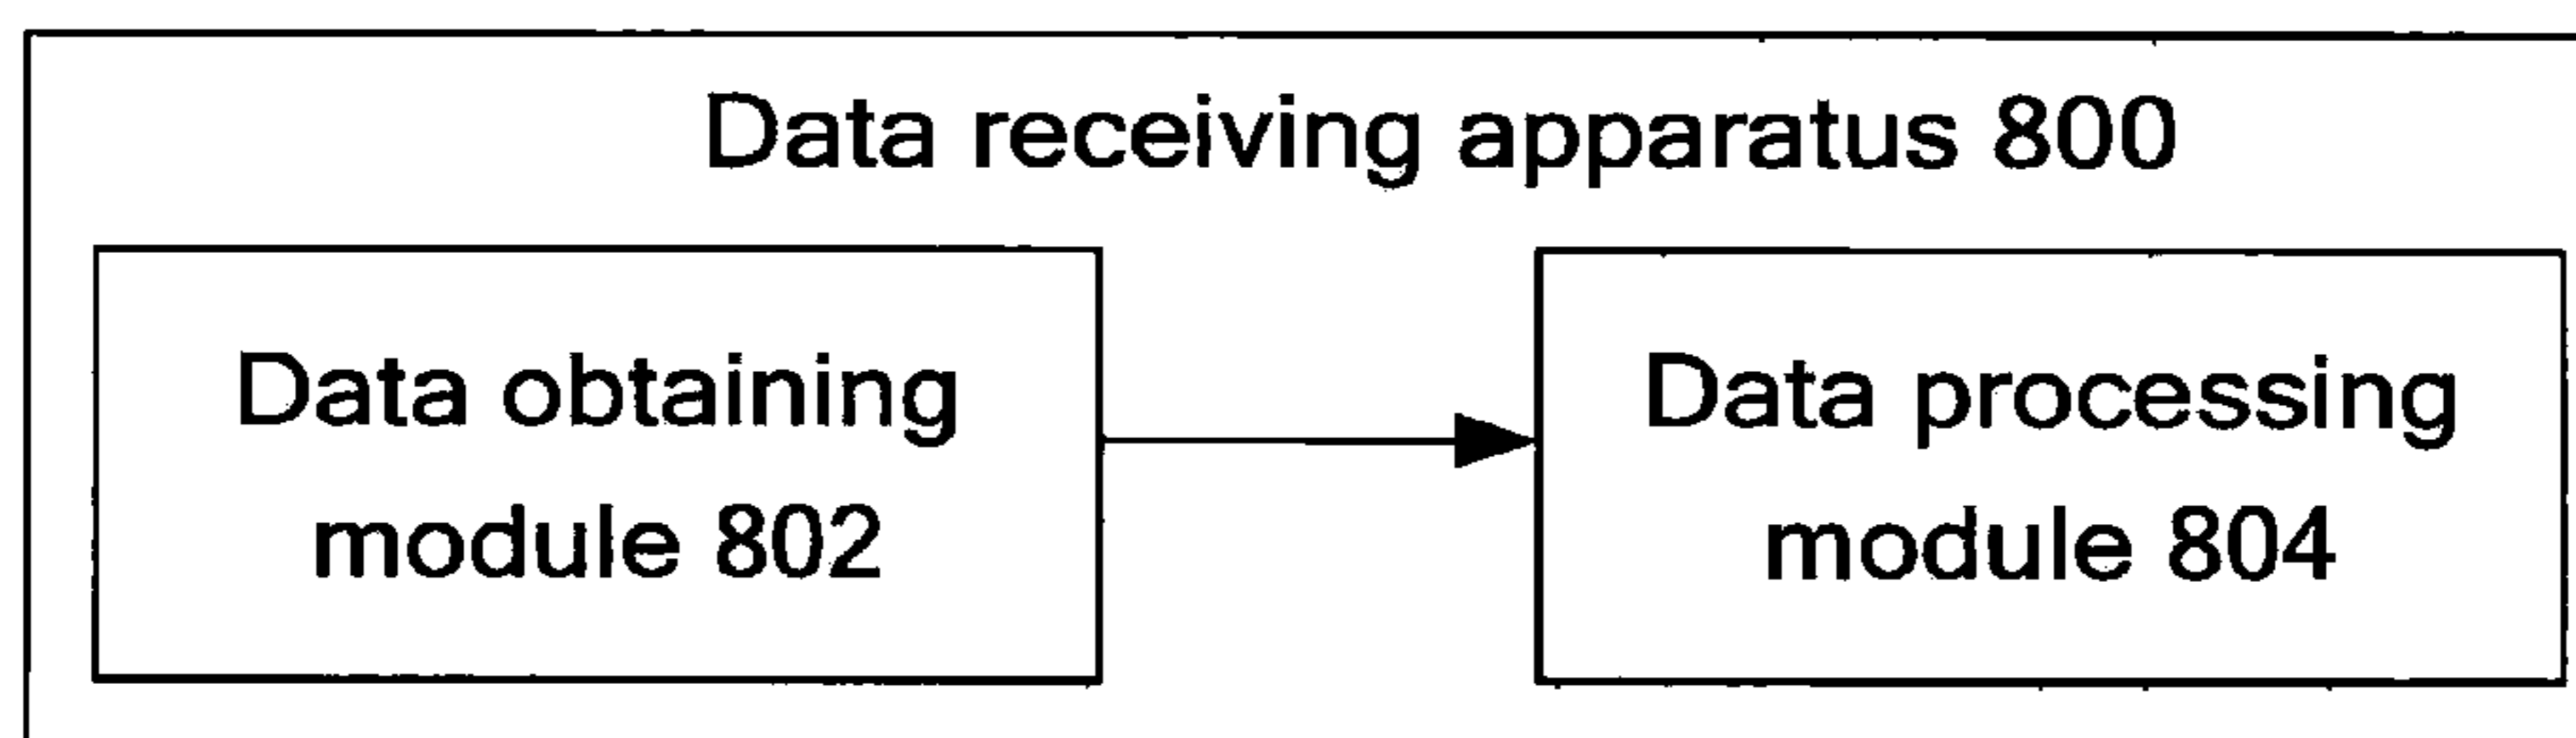 Data receiving apparatus 800
Data obtaining
module 802
Data processing
module 804